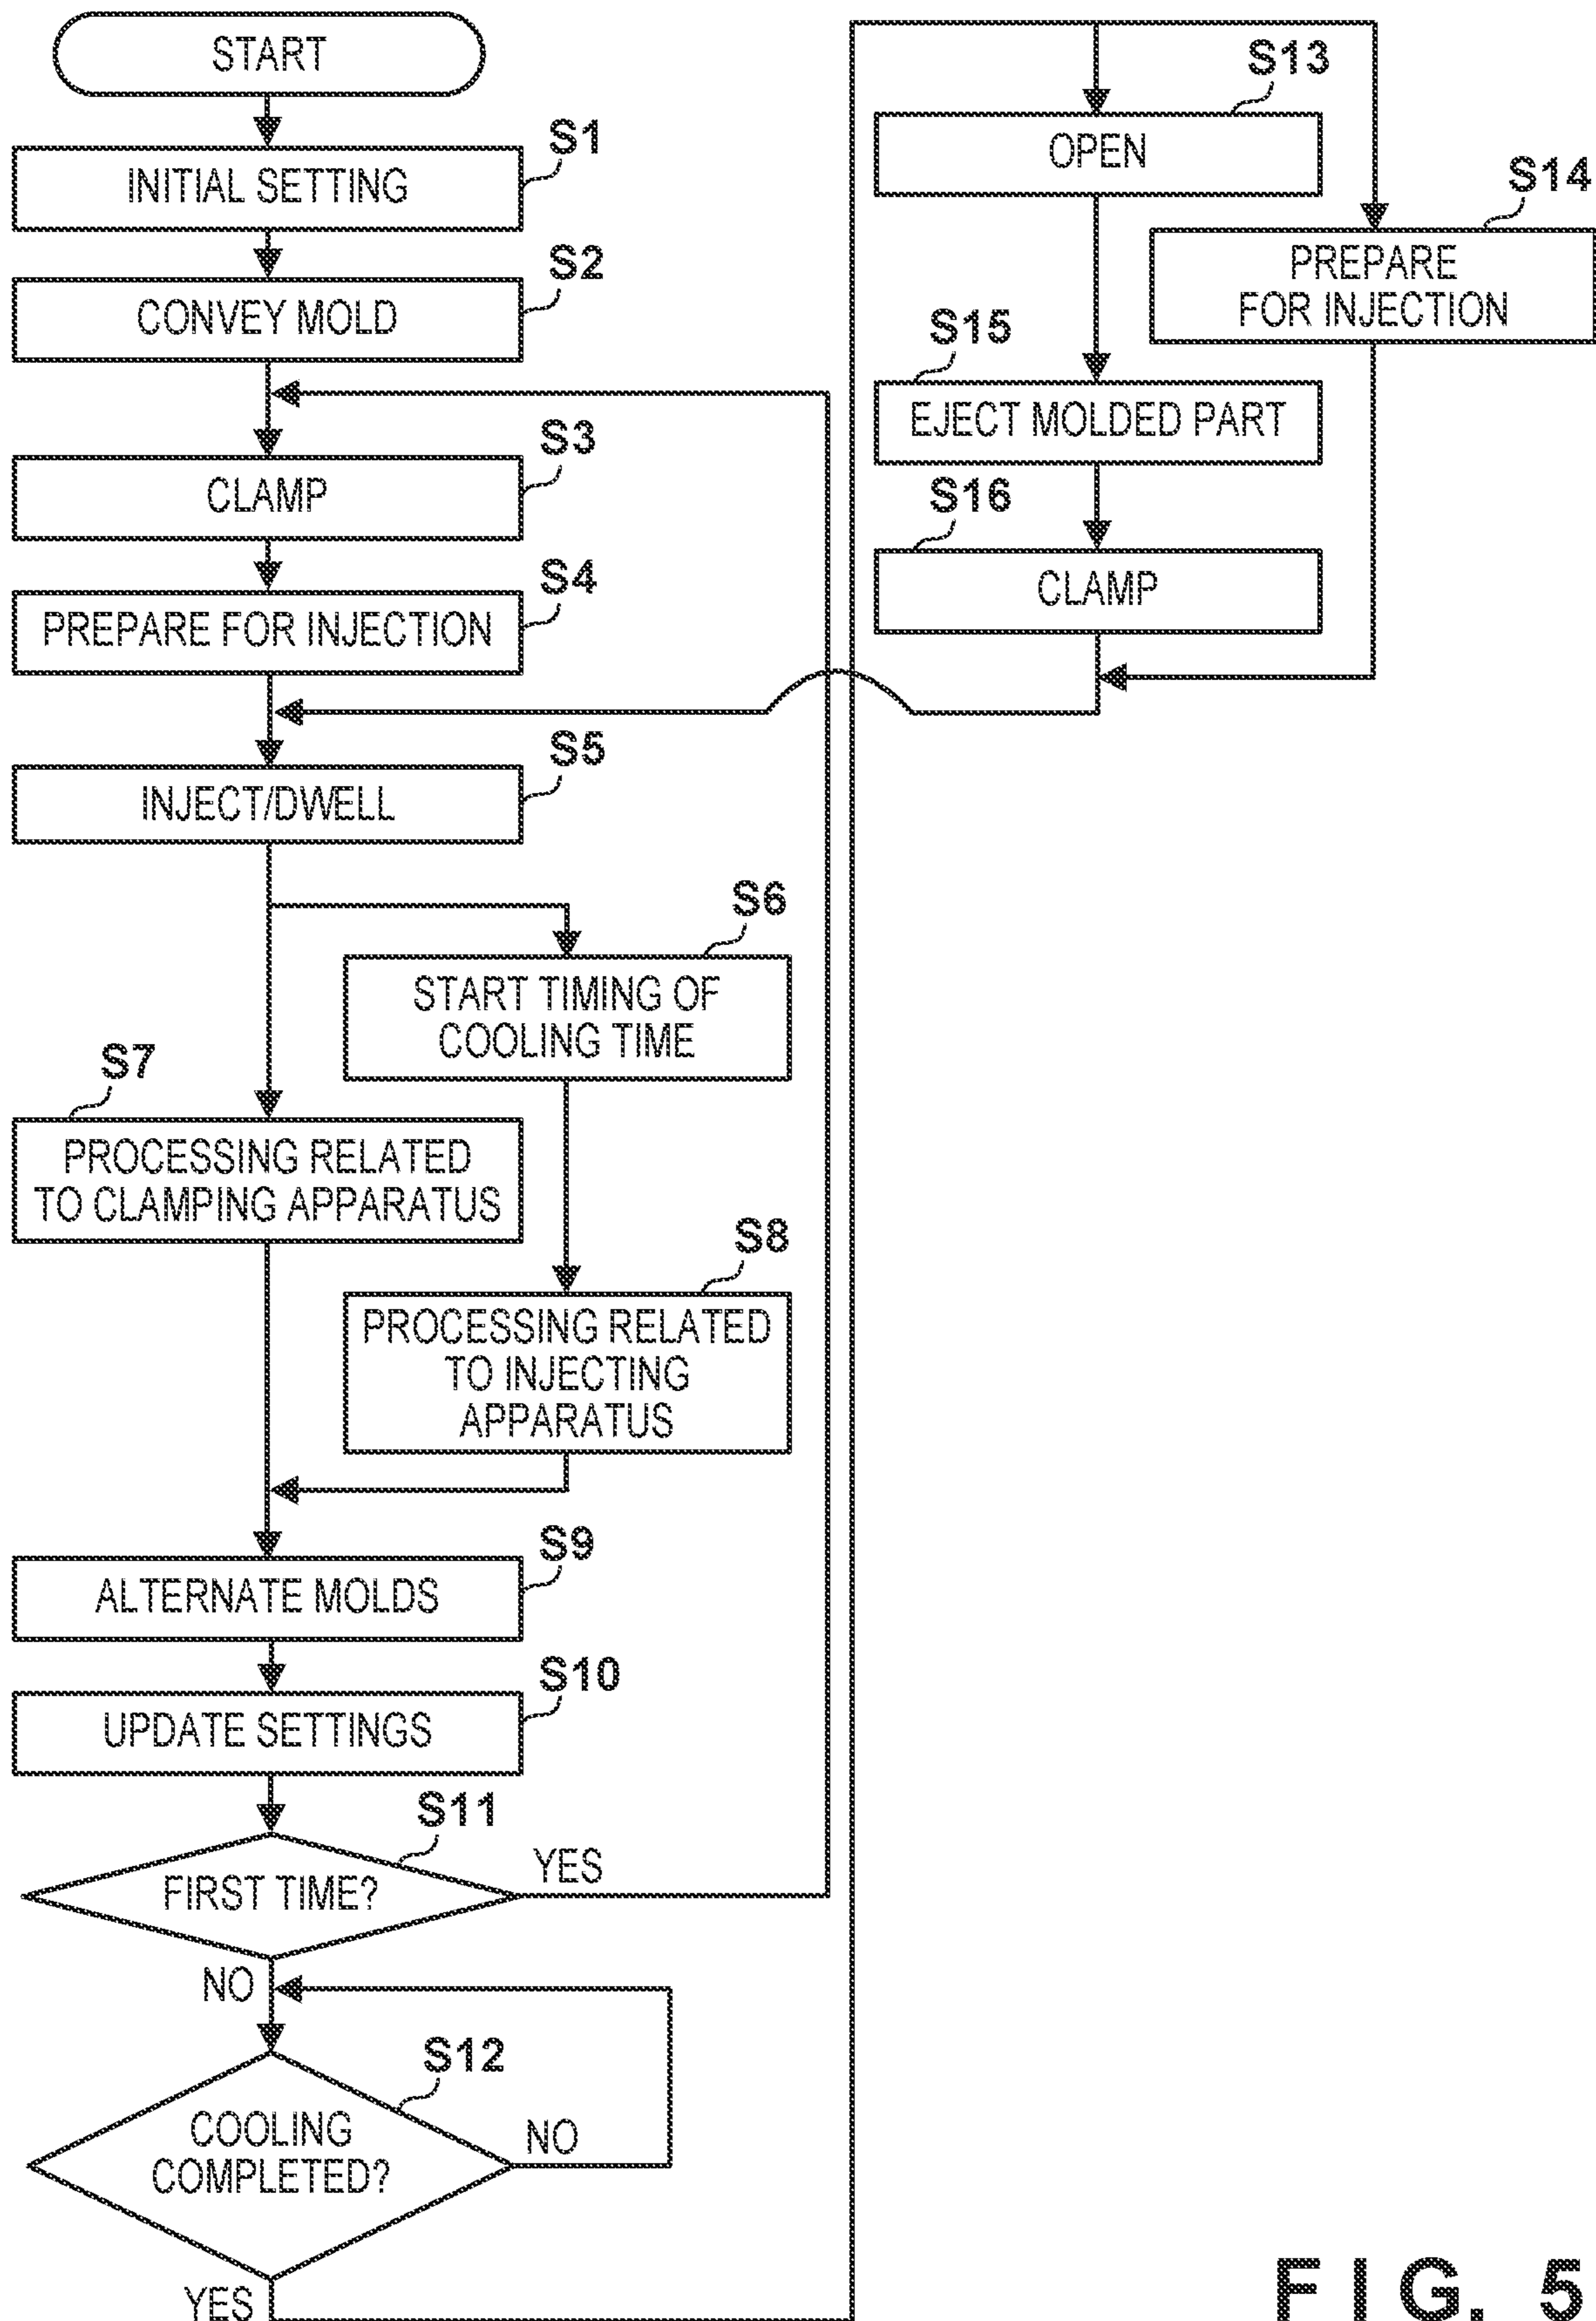 START
S1
INITIAL SETTING
S2
CONVEY MOLD
S3
CLAMP
S4
PREPARE FOR INJECTION
S5
INJECT/DWELL
S6
START TIMING OF
COOLING TIME
S7
PROCESSING RELATED
TO CLAMPING APPARATUS
S8
PROCESSING RELATED
TO INJECTING
APPARATUS
S9
ALTERNATE MOLDS
S10
UPDATE SETTINGS
S11
FIRST TIME?
YES
NO
S12
COOLING
COMPLETED?
NO
YES
S13
OPEN
S14
PREPARE
FOR INJECTION
S15
EJECT MOLDED PART
S16
CLAMP
FIG. 5